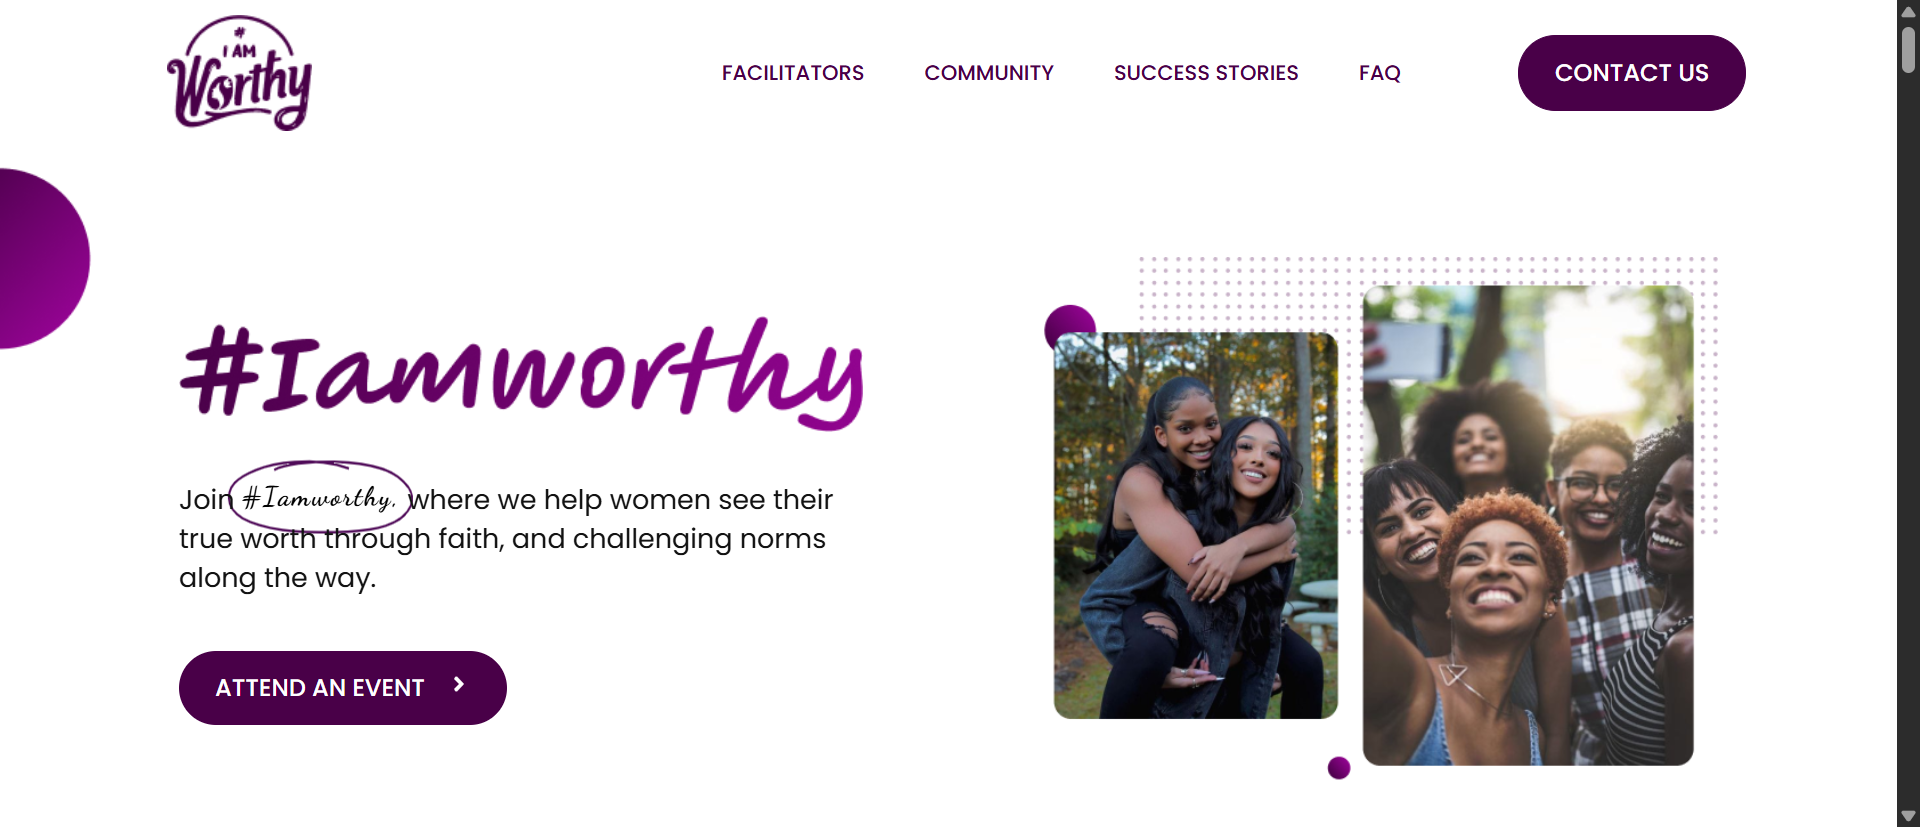 #
I AM
Worthy
FACILITATORS
COMMUNITY
SUCCESS STORIES
FAQ
CONTACT US
#Iamworthy
Join #Iamworthy, where we help women see their
true worth through faith, and challenging norms
along the way.
ATTEND AN EVENT